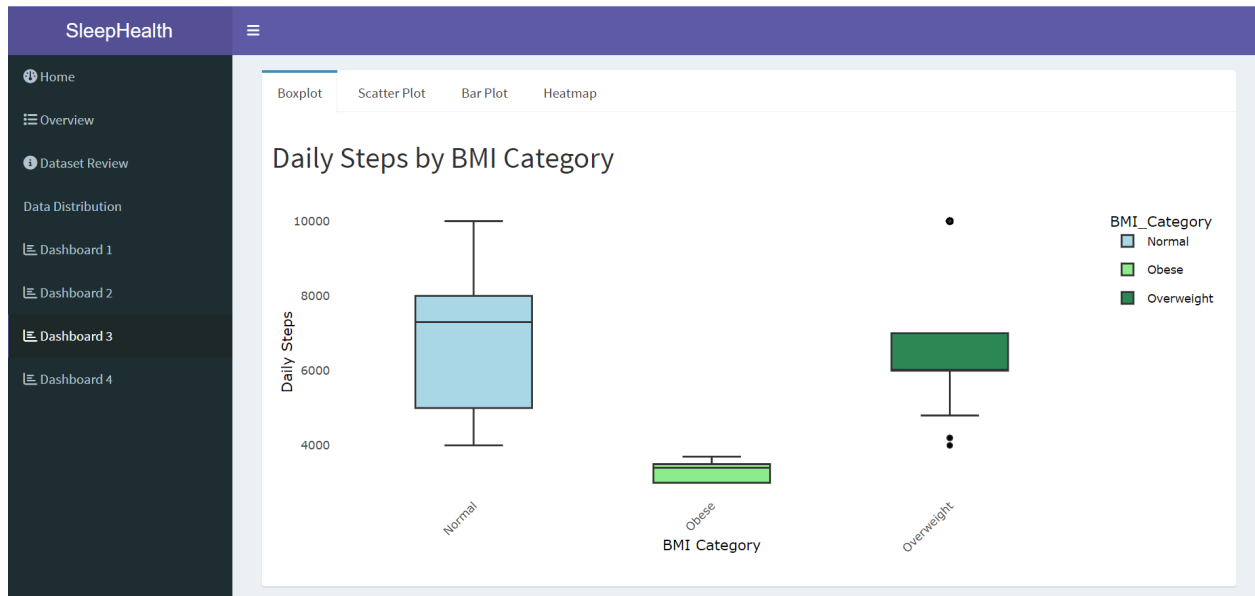 SleepHealth
Home
Overview
Dataset Review
Data Distribution
Dashboard 1
Dashboard 2
Dashboard 3
Dashboard 4
Boxplot Scatter Plot Bar Plot Heatmap
Daily Steps by BMI Category
10000
8000
6000
4000
Daily Steps
Normal
Obese
Overweight
BMI Category
BMI_Category
Normal
Obese
Overweight